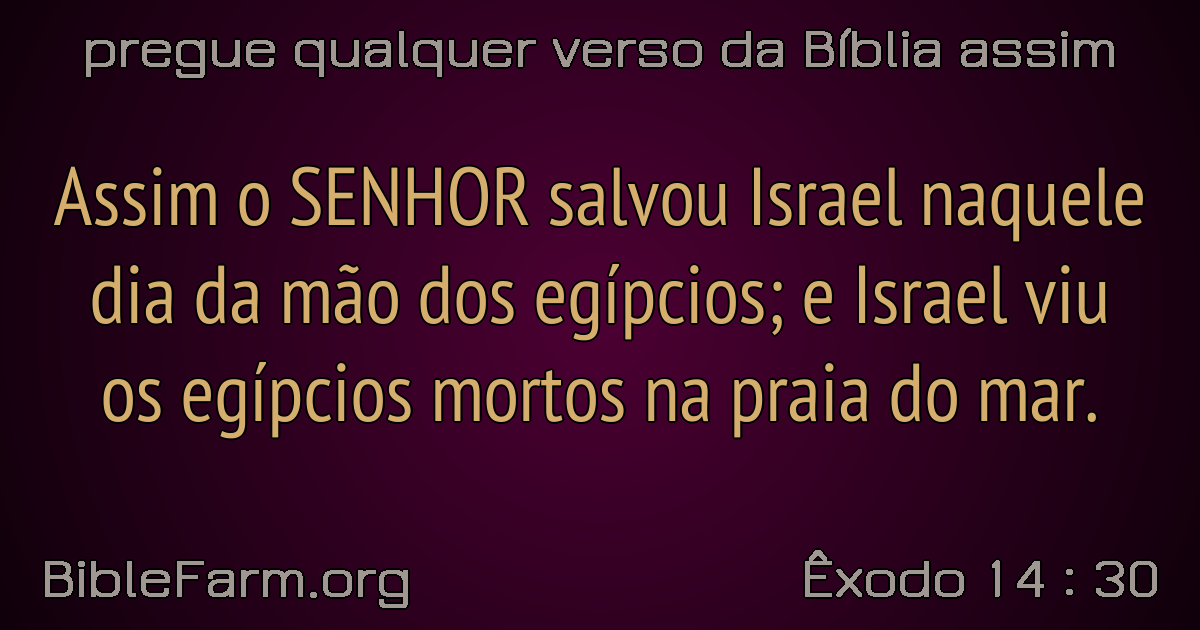 pregue qualquer verso da Bíblia assim
Assim o SENHOR salvou Israel naquele
dia da mão dos egípcios; e Israel viu
os egípcios mortos na praia do mar.
BibleFarm.org
Êxodo 14 : 30